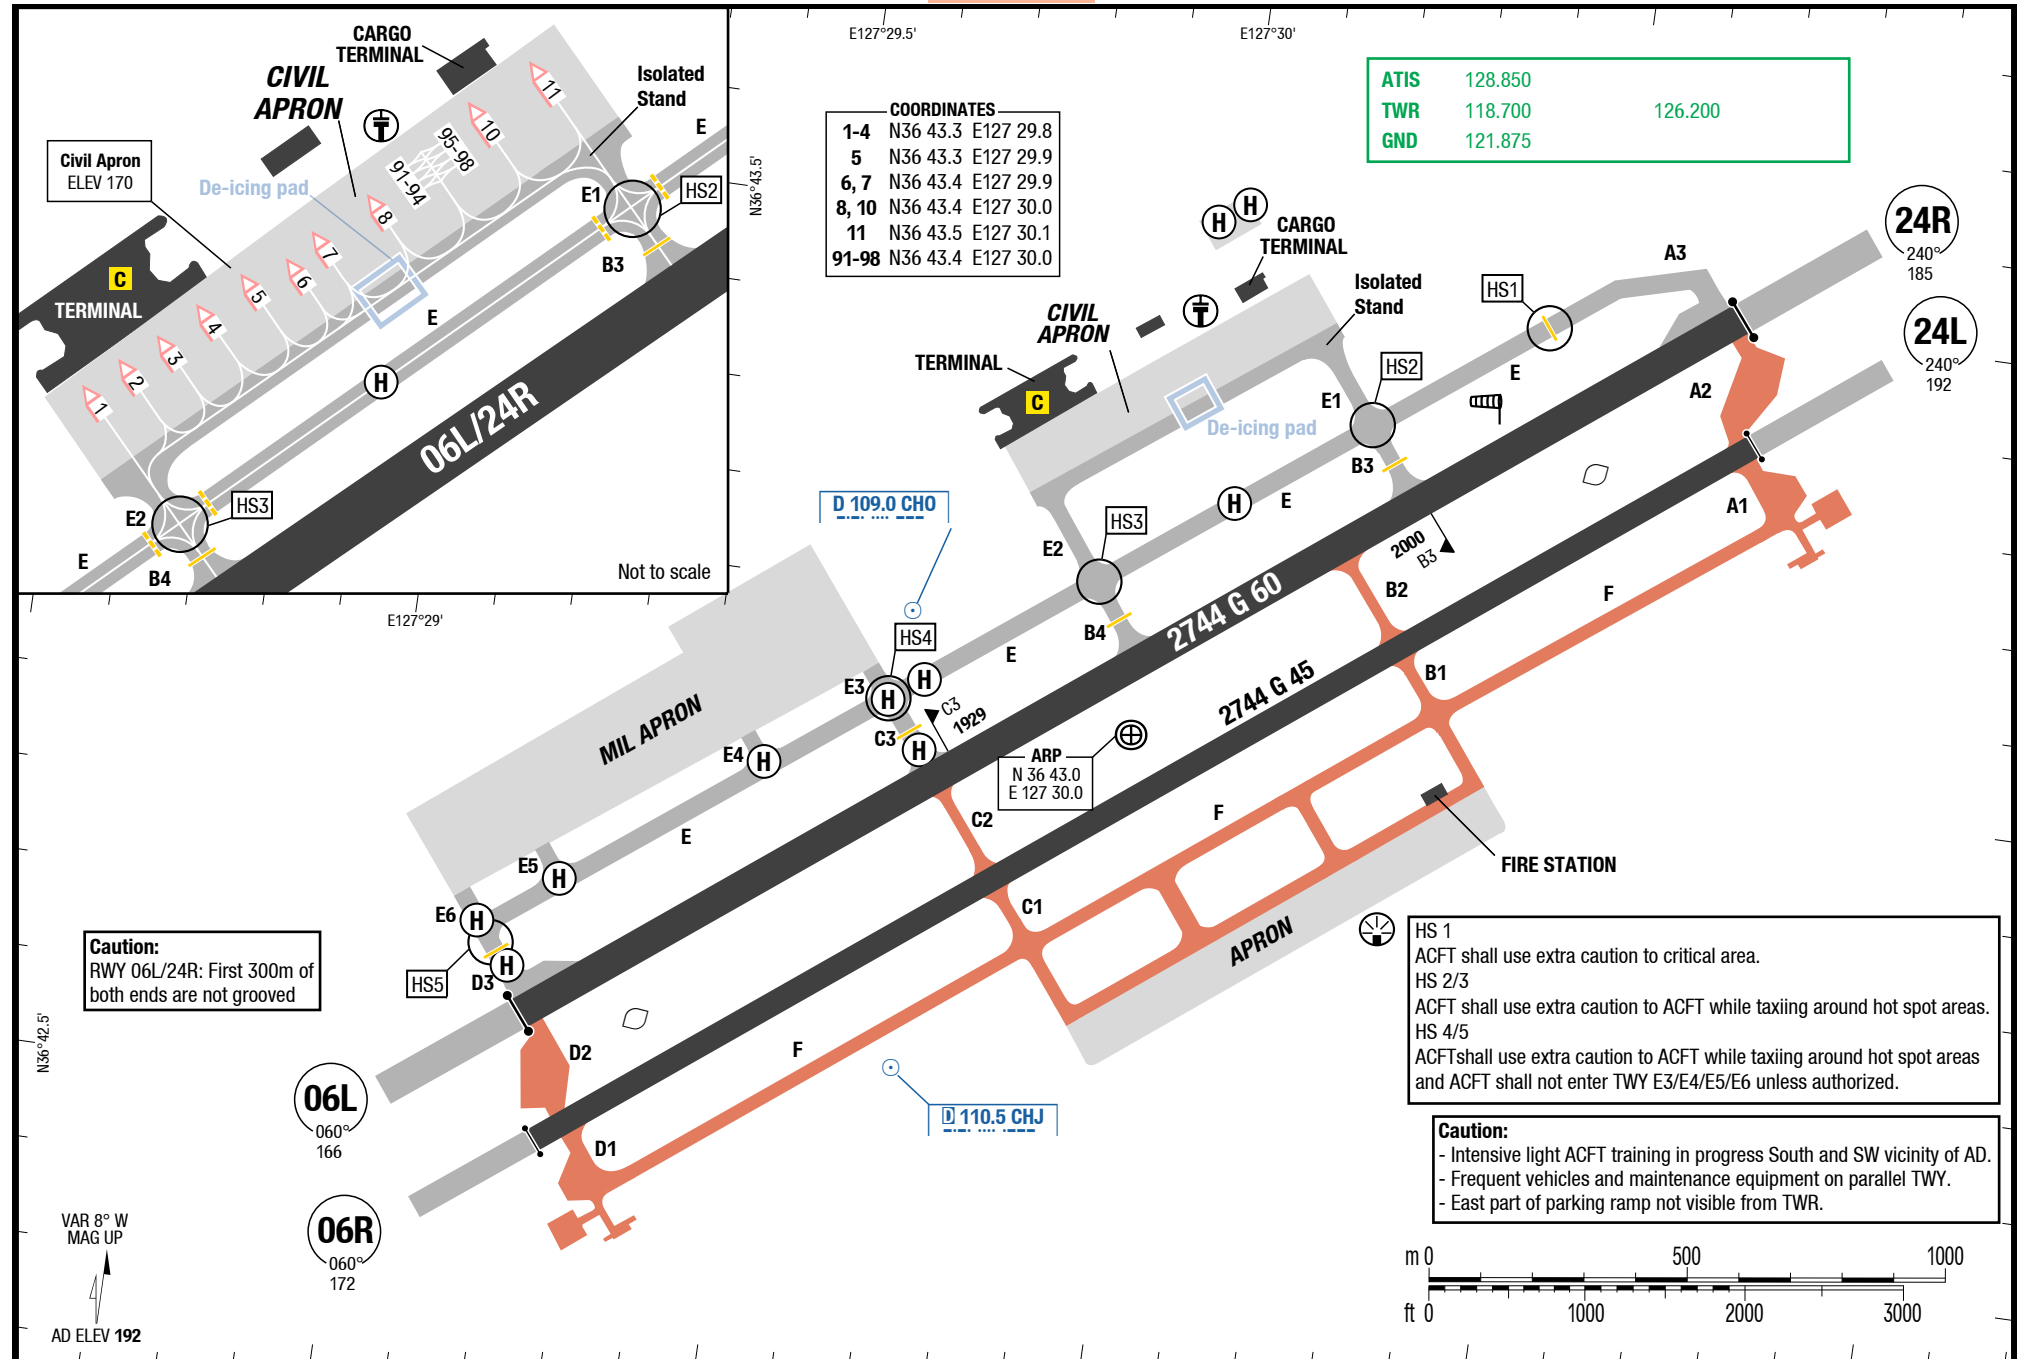 CARGO
TERMINAL
CIVIL
APRON
Isolated
Stand
11
10
E
95-98
91-94
Civil Apron
ELEV 170
De-icing pad
E1
HS2
8
7
6
5
4
3
2
1
B3
C
TERMINAL
E
H
06L/24R
E2
HS3
E
B4
Not to scale
E127°29.5'
E127°30'
N36°43.5'
E127°29'
N36°42.5'
COORDINATES
1-4 N36 43.3 E127 29.8
5 N36 43.3 E127 29.9
6, 7 N36 43.4 E127 29.9
8, 10 N36 43.4 E127 30.0
11 N36 43.5 E127 30.1
91-98 N36 43.4 E127 30.0
ATIS 128.850
TWR 118.700 126.200
GND 121.875
H H
CARGO
TERMINAL
Isolated
Stand
CIVIL
APRON
TERMINAL
C
De-icing pad
HS1
A3
24R
240°
185
24L
240°
192
HS2
E1
E
A2
B3
A1
H
E
HS3
E2
2000
B3
B2
F
B4
2744 G 60
D 109.0 CHO
HS4
E
E3
H
H
C3
1929
C3
H
2744 G 45
B1
MIL APRON
E4
H
ARP
N 36 43.0
E 127 30.0
C2
F
E
E5
H
FIRE STATION
C1
E6
H
APRON
HS5
D3
H
Caution:
RWY 06L/24R: First 300m of
both ends are not grooved
D2
F
06L
060°
166
D 110.5 CHJ
D1
06R
060°
172
HS 1
ACFT shall use extra caution to critical area.
HS 2/3
ACFT shall use extra caution to ACFT while taxiing around hot spot areas.
HS 4/5
ACFTshall use extra caution to ACFT while taxiing around hot spot areas
and ACFT shall not enter TWY E3/E4/E5/E6 unless authorized.
Caution:
- Intensive light ACFT training in progress South and SW vicinity of AD.
- Frequent vehicles and maintenance equipment on parallel TWY.
- East part of parking ramp not visible from TWR.
VAR 8° W
MAG UP
AD ELEV 192
m 0 500 1000
ft 0 1000 2000 3000